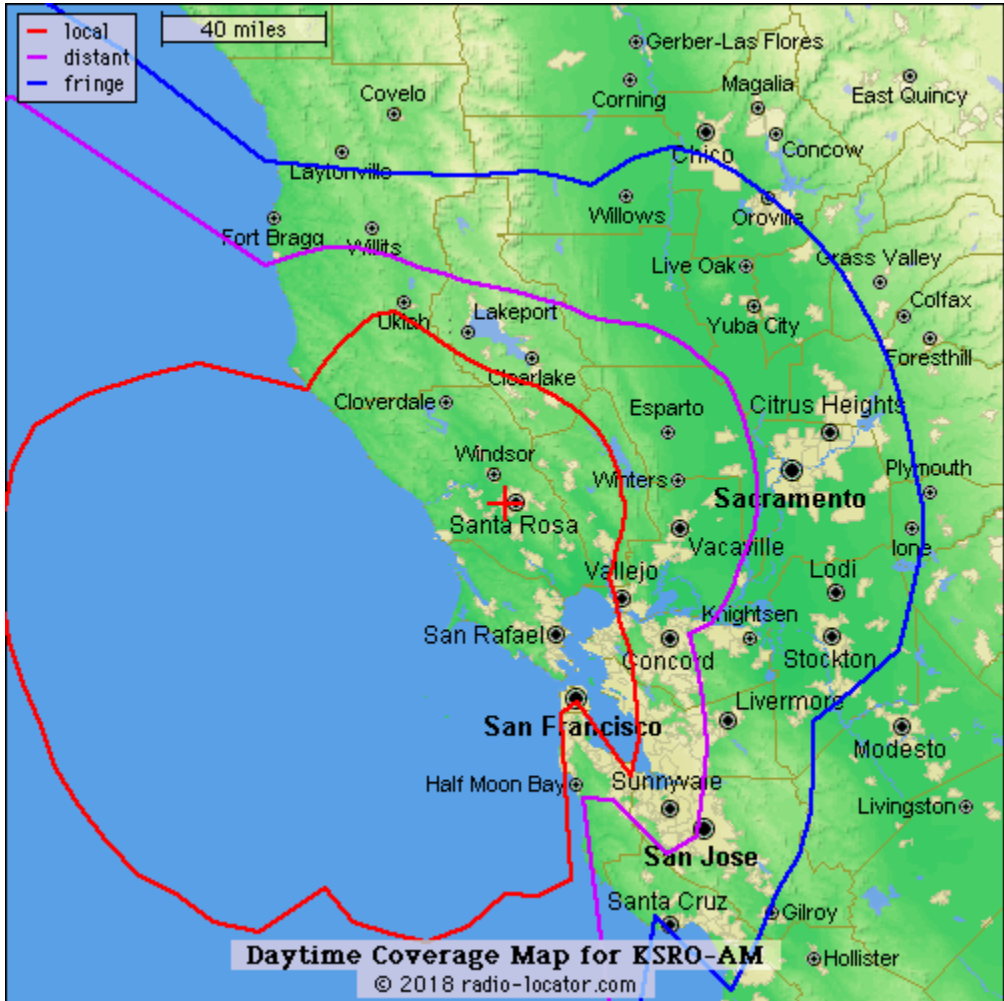 local
distant
fringe
40 miles
Gerber-Las Flores
Magalia
East Quincy
Corning
Covelo
Chico
Concow
Laytonville
Willows
Oroville
Fort Bragg
Willits
Live Oak
Grass Valley
Colfax
Ukiah
Lakeport
Yuba City
Foresthill
Clearlake
Cloverdale
Esparto
Citrus Heights
Windsor
Winters
Plymouth
Sacramento
Santa Rosa
Vacaville
Ione
Vallejo
Lodi
Knightsen
San Rafael
Concord
Stockton
Livermore
San Francisco
Modesto
Half Moon Bay
Sunnyvale
Livingston
San Jose
Santa Cruz
Gilroy
Daytime Coverage Map for KSRO-AM
Hollister
© 2018 radio-locator.com